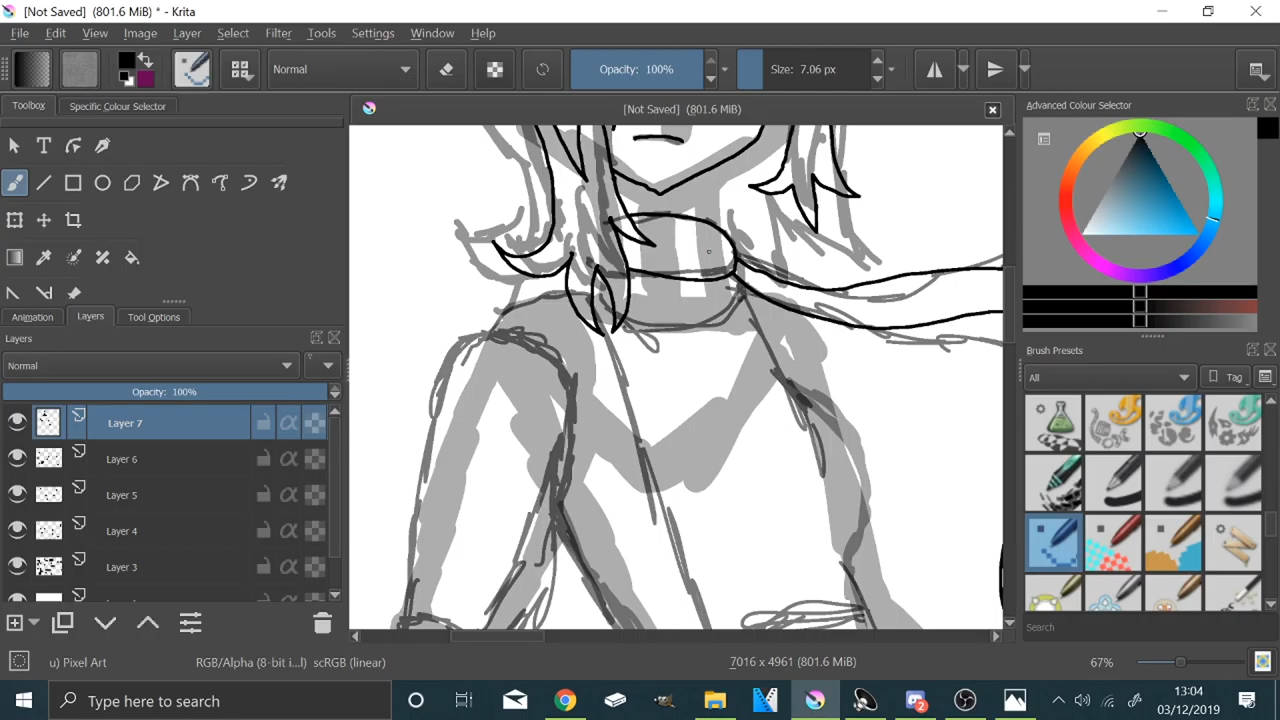 [Not Saved] (801.6 MiB) * - Krita
File Edit View Image Layer Select Filter Tools Settings Window Help
Normal Opacity: 100% Size: 7.06 px
Toolbox Specific Colour Selector
[Not Saved] (801.6 MiB)
Advanced Colour Selector
Animation Layers Tool Options
Layers
Normal
Opacity: 100%
Layer 7
Layer 6
Layer 5
Layer 4
Layer 3
Brush Presets
All Tag
Search
u) Pixel Art RGB/Alpha (8-bit i...l) scRGB (linear) 7016 x 4961 (801.6 MiB) 67%
Type here to search
2
13:04
03/12/2019